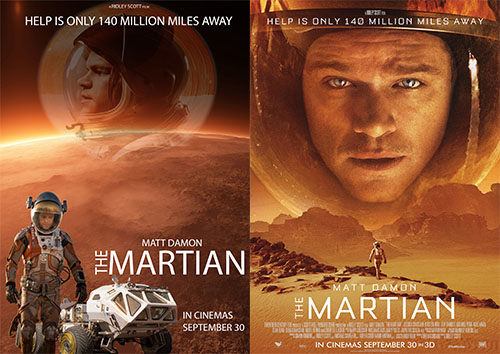 A RIDLEY SCOTT FILM
HELP IS ONLY 140 MILLION MILES AWAY
MATT DAMON
THE MARTIAN
IN CINEMAS
SEPTEMBER 30
A RIDLEY SCOTT FILM
HELP IS ONLY 140 MILLION MILES AWAY
MATT DAMON
THE MARTIAN
IN CINEMAS SEPTEMBER 30 IN 3D